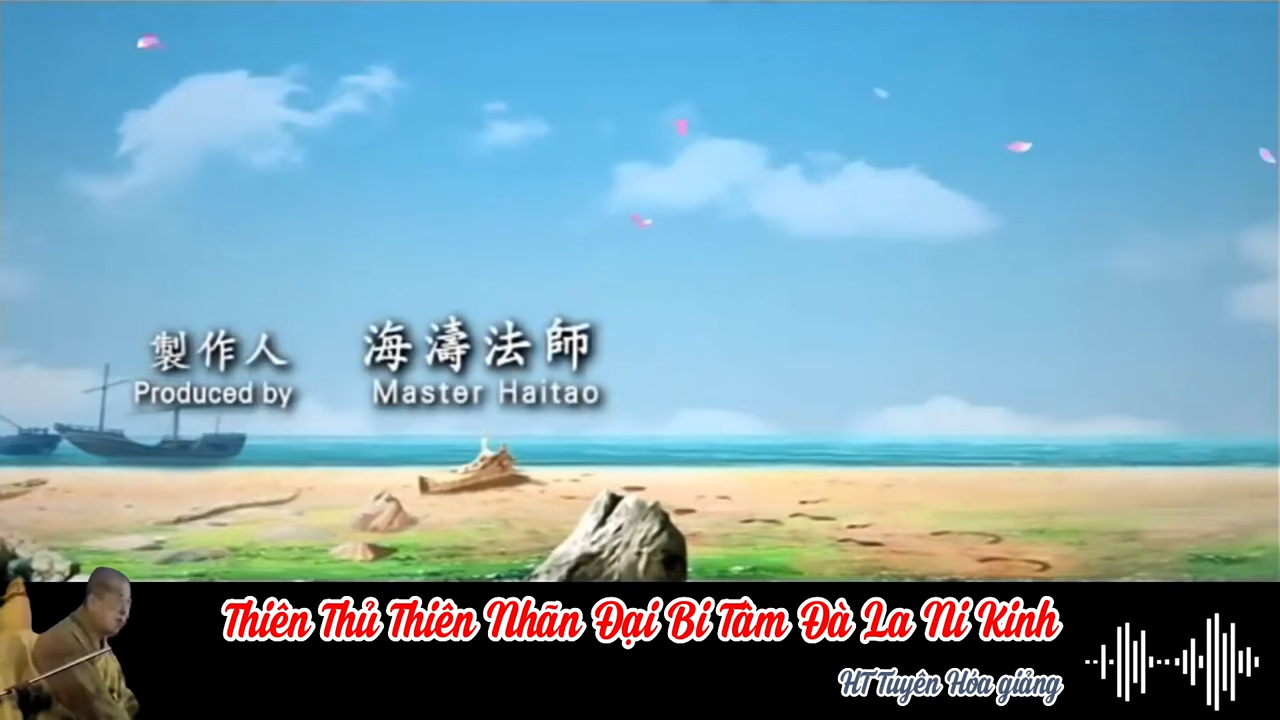 製作人 海濤法師
Produced by Master Haitao
Thiên Thủ Thiên Nhãn Đại Bi Tâm Đà La Ni Kinh
HT Tuyên Hóa giảng